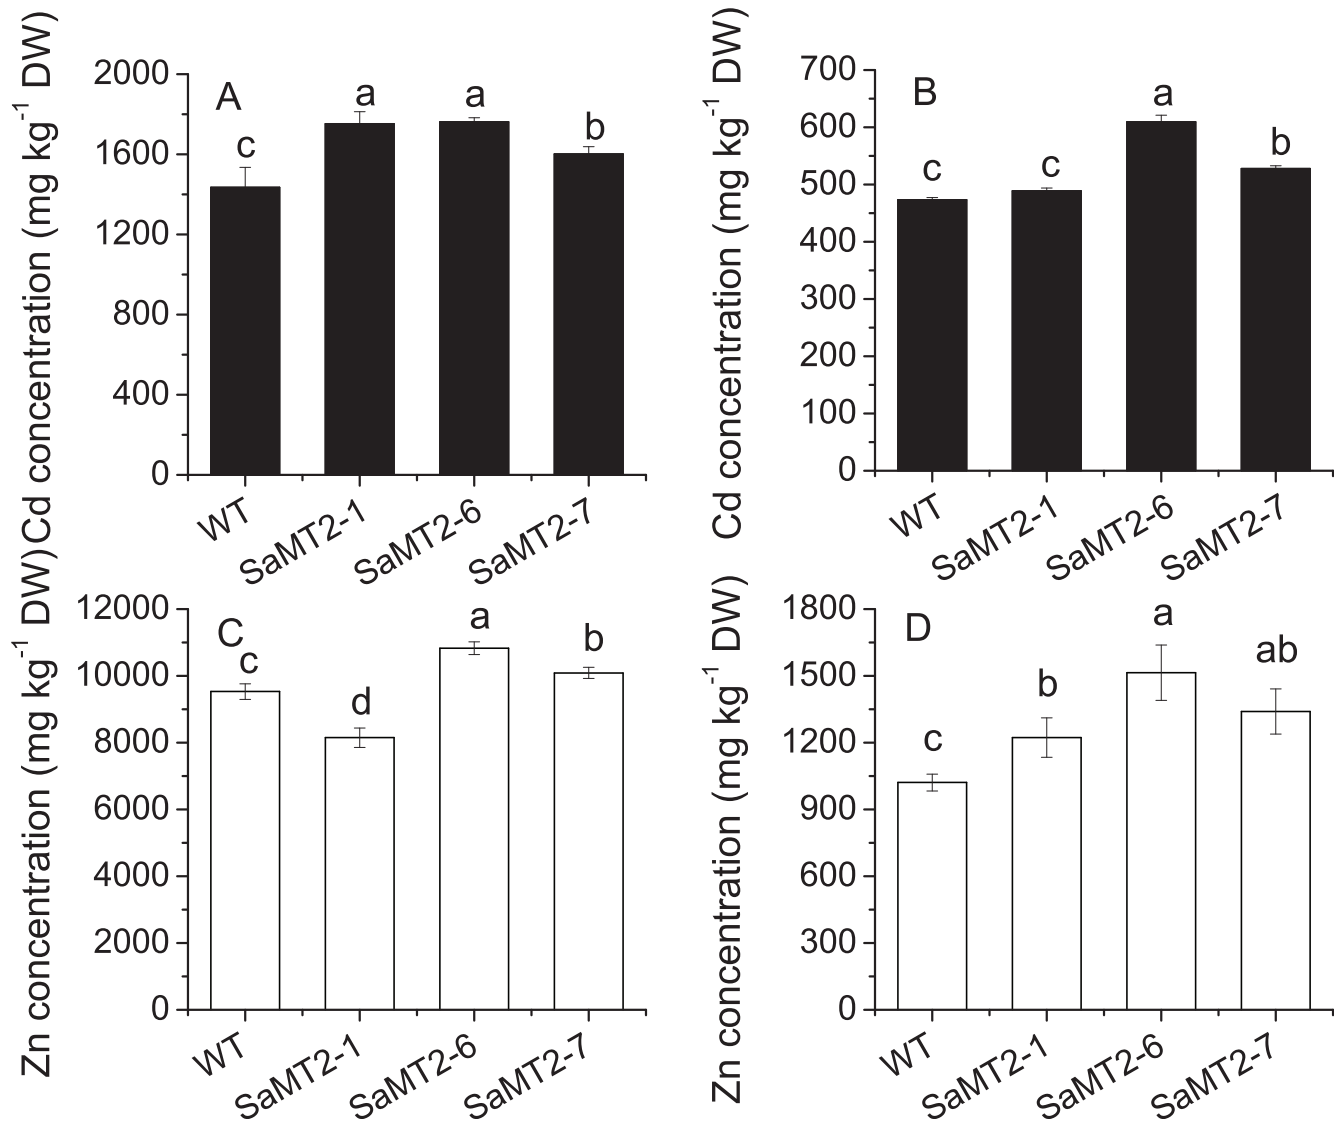 A
Cd concentration (mg kg⁻¹ DW)
2000
1600
1200
800
400
0
c
a
a
b
WT
SaMT2-1
SaMT2-6
SaMT2-7
B
Cd concentration (mg kg⁻¹ DW)
700
600
500
400
300
200
100
0
c
c
a
b
WT
SaMT2-1
SaMT2-6
SaMT2-7
C
Zn concentration (mg kg⁻¹ DW)
12000
10000
8000
6000
4000
2000
0
c
d
a
b
WT
SaMT2-1
SaMT2-6
SaMT2-7
D
Zn concentration (mg kg⁻¹ DW)
1800
1500
1200
900
600
300
0
c
b
a
ab
WT
SaMT2-1
SaMT2-6
SaMT2-7